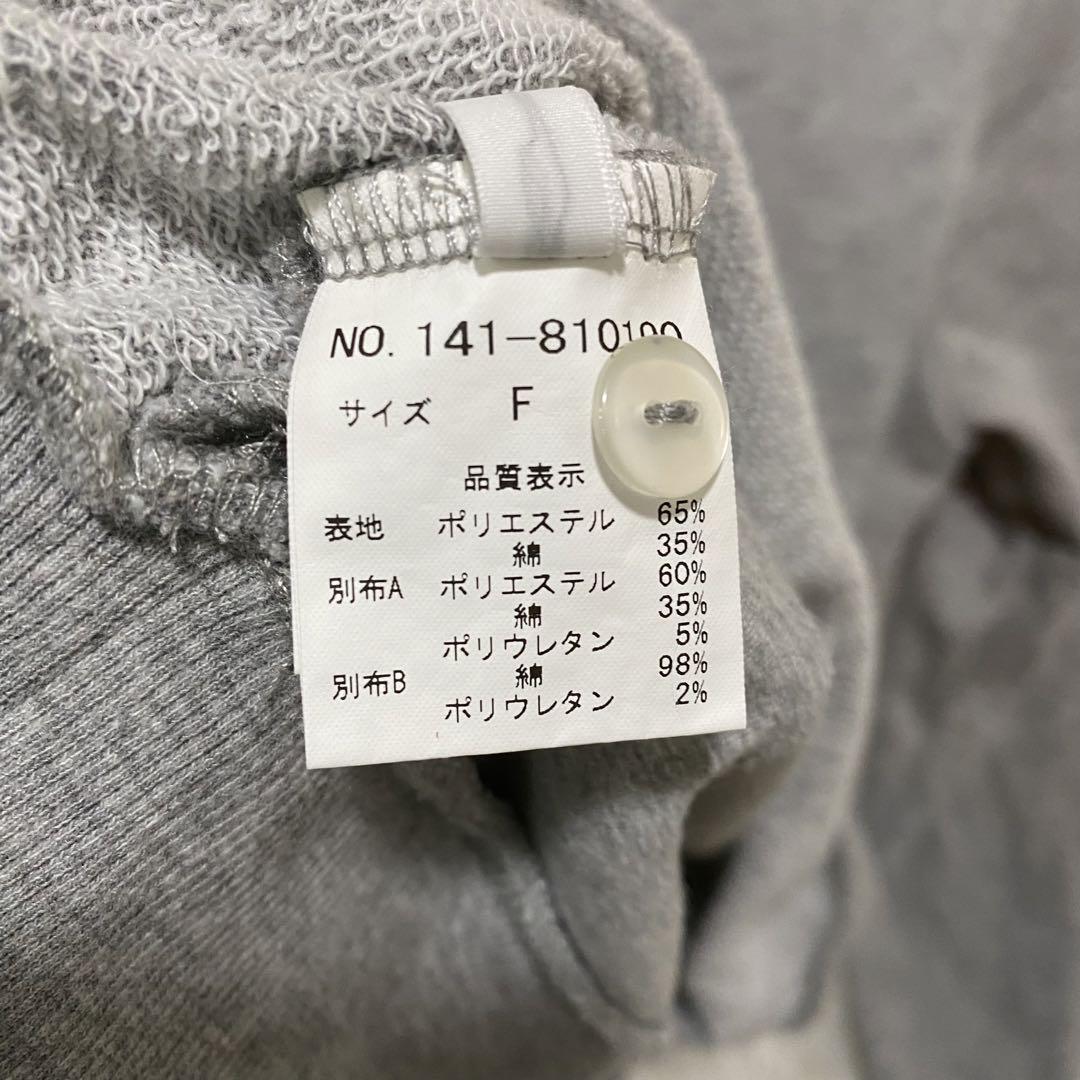 NO. 141-810
サイズ F
品質表示
表地 ポリエステル 65%
綿 35%
別布A ポリエステル 60%
綿 35%
ポリウレタン 5%
別布B 綿 98%
ポリウレタン 2%